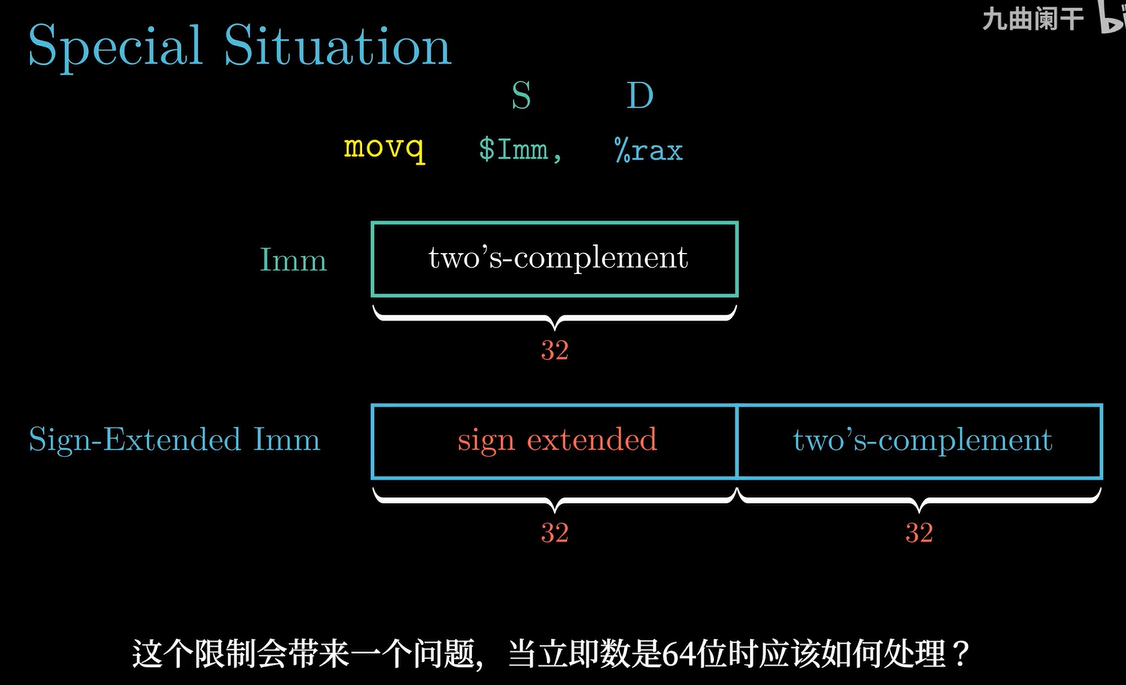 九曲阑干
Special Situation
S D
movq $Imm, %rax
Imm two's-complement
32
Sign-Extended Imm sign extended two's-complement
32 32
这个限制会带来一个问题，当立即数是64位时应该如何处理？